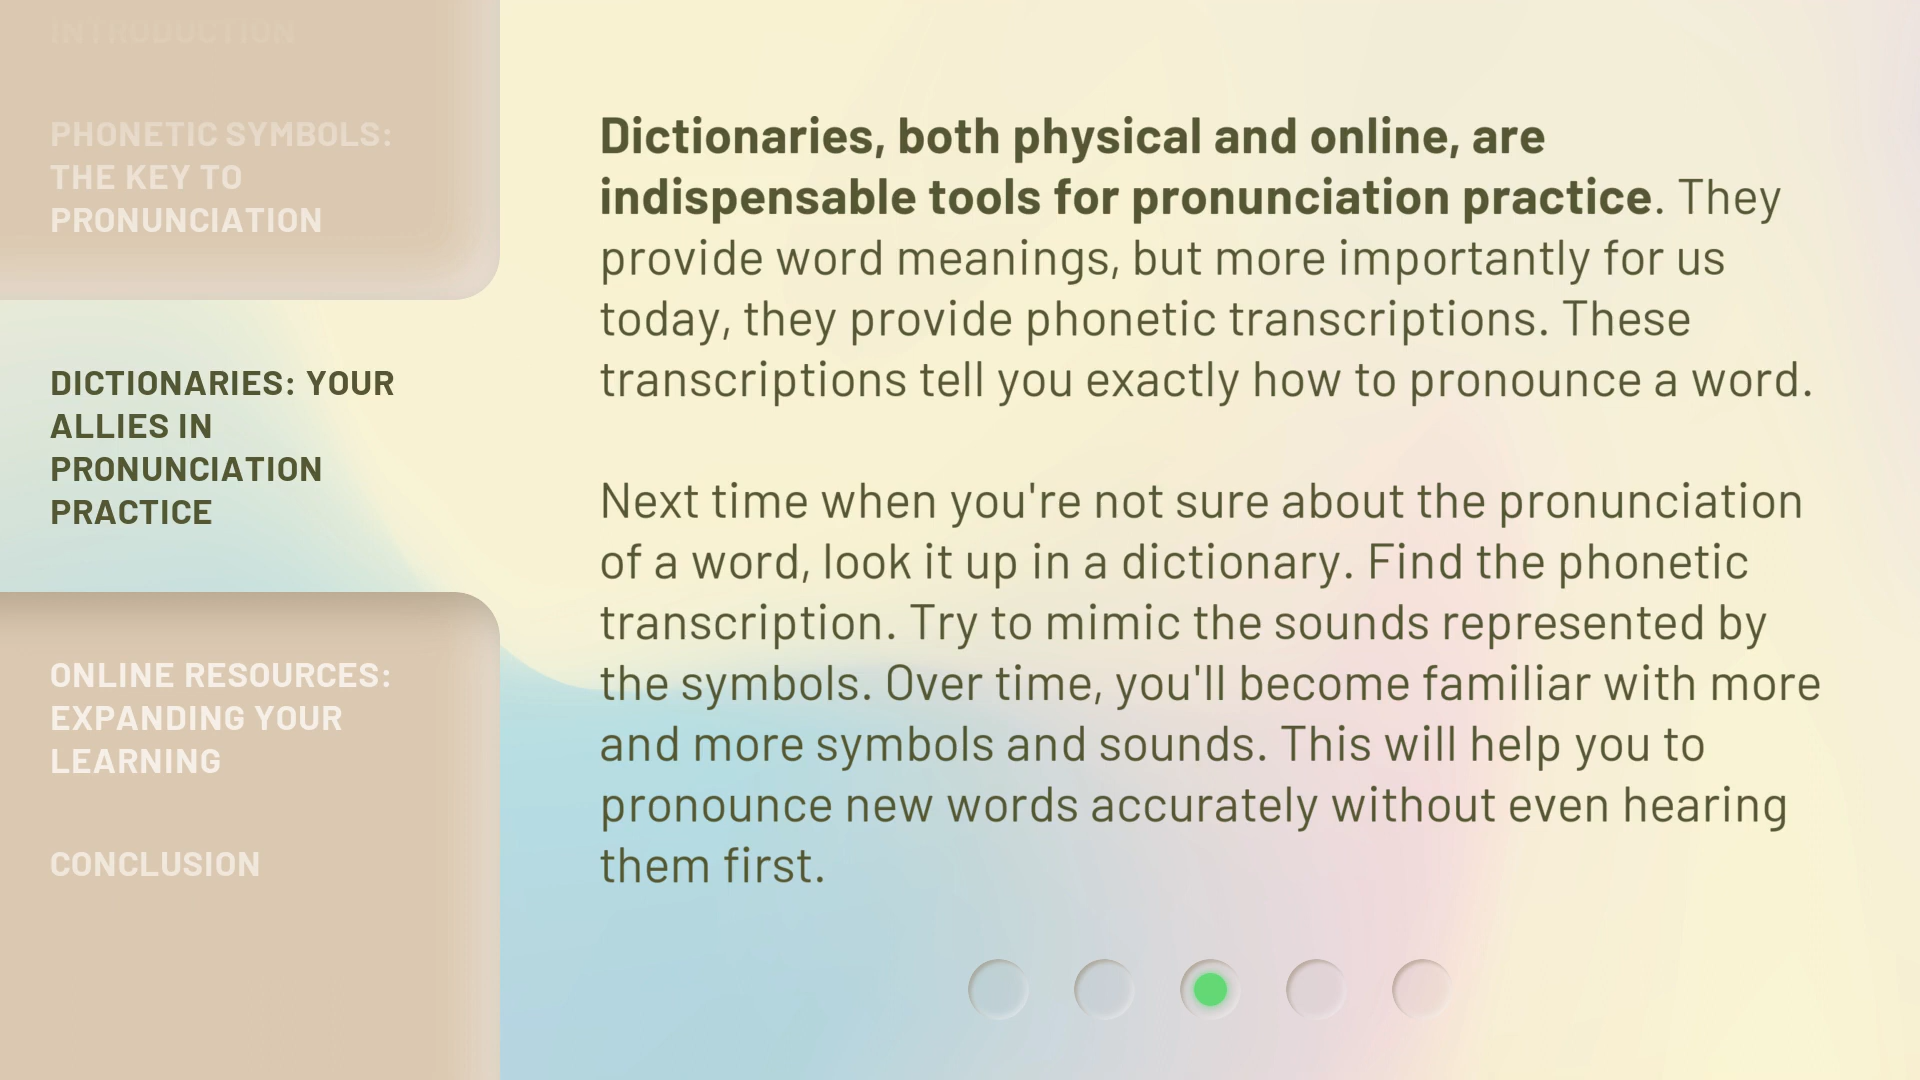 INTRODUCTION
PHONETIC SYMBOLS:
THE KEY TO
PRONUNCIATION
DICTIONARIES: YOUR
ALLIES IN
PRONUNCIATION
PRACTICE
ONLINE RESOURCES:
EXPANDING YOUR
LEARNING
CONCLUSION
Dictionaries, both physical and online, are
indispensable tools for pronunciation practice. They
provide word meanings, but more importantly for us
today, they provide phonetic transcriptions. These
transcriptions tell you exactly how to pronounce a word.
Next time when you're not sure about the pronunciation
of a word, look it up in a dictionary. Find the phonetic
transcription. Try to mimic the sounds represented by
the symbols. Over time, you'll become familiar with more
and more symbols and sounds. This will help you to
pronounce new words accurately without even hearing
them first.